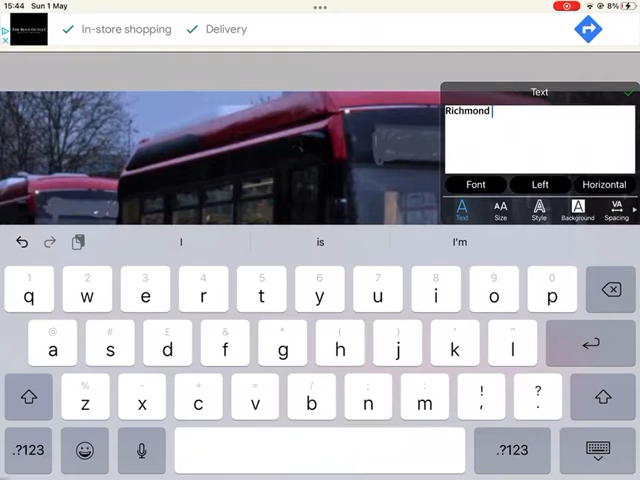 15:44 Sun 1 May 8%
In-store shopping Delivery
Text
Richmond
Font Left Horizontal
Text Size Style Background Spacing
I is I'm
1 2 3 4 5 6 7 8 9 0
q w e r t y u i o p
@ # £ & * ( ) ' "
a s d f g h j k l
% - + = / ; : ! ?
z x c v b n m , .
.?123 .?123